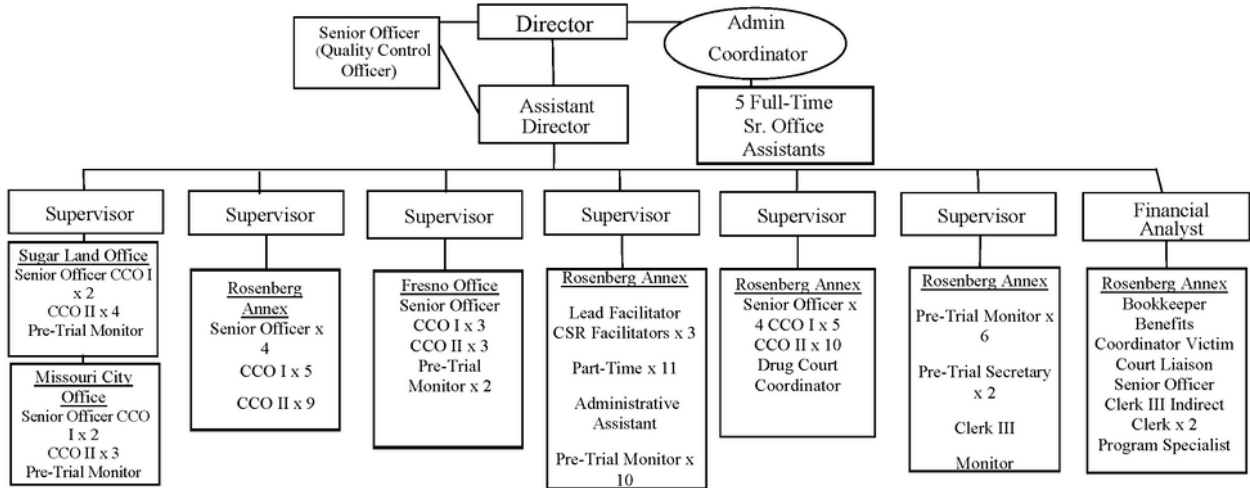 Director
Admin
Coordinator
Senior Officer
(Quality Control
Officer)
Assistant
Director
5 Full-Time
Sr. Office
Assistants
Supervisor
Supervisor
Supervisor
Supervisor
Supervisor
Supervisor
Financial
Analyst
Sugar Land Office
Senior Officer CCO I
x 2
CCO II x 4
Pre-Trial Monitor
Missouri City
Office
Senior Officer CCO
I x 2
CCO II x 3
Pre-Trial Monitor
Rosenberg
Annex
Senior Officer x
4
CCO I x 5
CCO II x 9
Fresno Office
Senior Officer
CCO I x 3
CCO II x 3
Pre-Trial
Monitor x 2
Rosenberg Annex
Lead Facilitator
CSR Facilitators x 3
Part-Time x 11
Administrative
Assistant
Pre-Trial Monitor x
10
Rosenberg Annex
Senior Officer x
4 CCO I x 5
CCO II x 10
Drug Court
Coordinator
Rosenberg Annex
Pre-Trial Monitor x
6
Pre-Trial Secretary
x 2
Clerk III
Monitor
Rosenberg Annex
Bookkeeper
Benefits
Coordinator Victim
Court Liaison
Senior Officer
Clerk III Indirect
Clerk x 2
Program Specialist